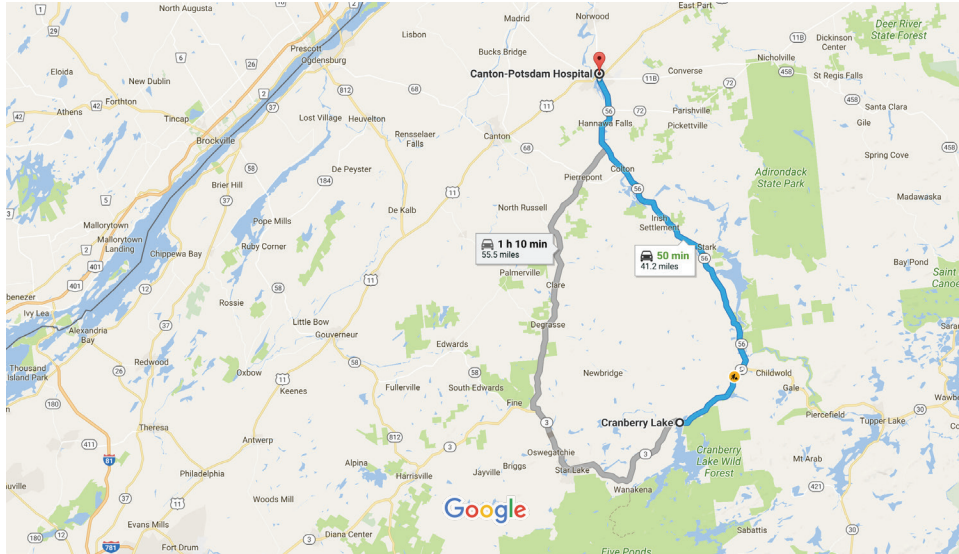 North Augusta
Madrid
Norwood
East Part
Deer River
State Forest
Lisbon
Prescott
Ogdensburg
Bucks Bridge
11B
Nicholville
Dickinson
Center
Eloida
New Dublin
Forthton
Athens
Tincap
Brockville
Lost Village
Heuvelton
Rensselaer
Falls
Canton-Potsdam Hospital
Converse
St Regis Falls
Parishville
Pickettville
Hannawa Falls
Canton
Santa Clara
Gile
Spring Cove
De Peyster
Brier Hill
Pierrepont
Colton
Adirondack
State Park
Madawaska
Mallorytown
Mallorytown
Landing
Pope Mills
Ruby Corner
De Kalb
North Russell
Irish
Settlement
Stark
1 h 10 min
55.5 miles
50 min
41.2 miles
Chippewa Bay
Palmerville
Bay Pond
Saint
Canoe
Clare
Rossie
Ivy Lea
Alexandria
Bay
Little Bow
Gouverneur
Degrasse
Edwards
Thousand
Island Park
Redwood
Oxbow
Keenes
Fullerville
South Edwards
Fine
Newbridge
Childwold
Gale
Piercefield
Tupper Lake
Theresa
Antwerp
Cranberry Lake
Oswegatchie
Star Lake
Cranberry
Lake Wild
Forest
Mt Arab
Philadelphia
Alpina
Harrisville
Jayville
Briggs
Wanakena
Woods Mill
Google
Evans Mills
Fort Drum
Diana Center
Sabattis
Five Ponds